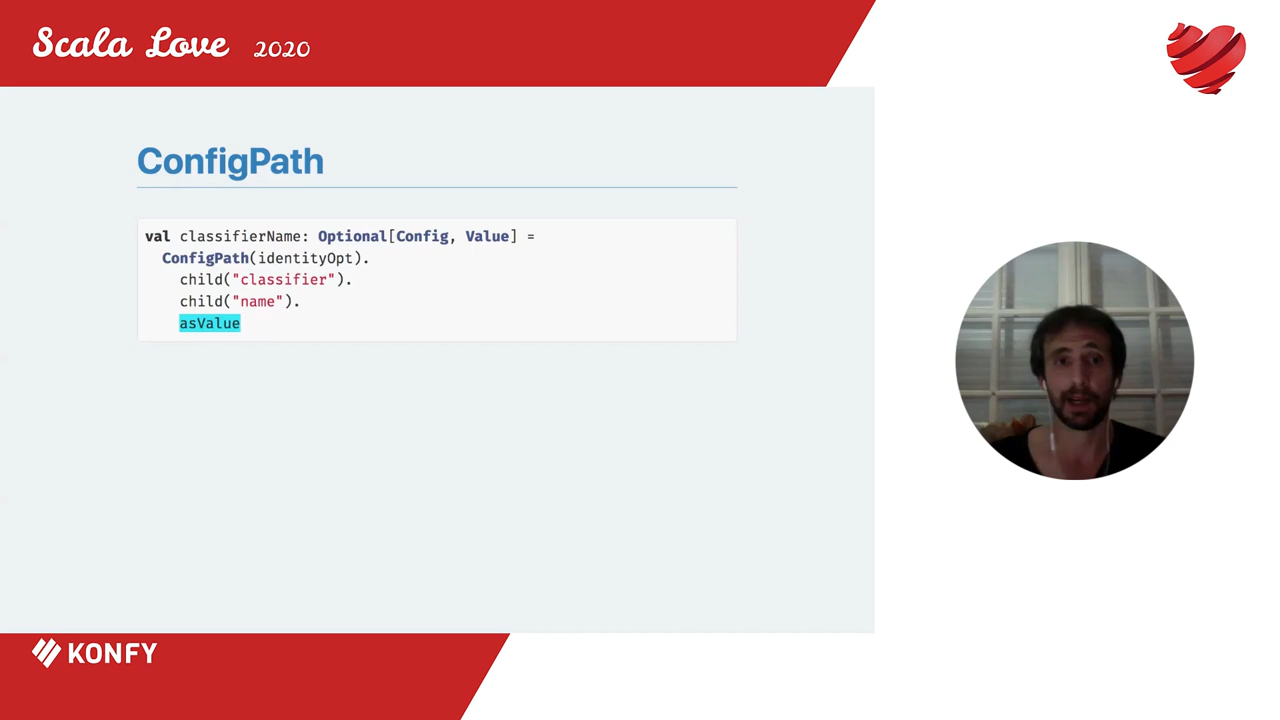 Scala Love 2020
ConfigPath
val classifierName: Optional[Config, Value] =
ConfigPath(identityOpt).
child("classifier").
child("name").
asValue
KONFY